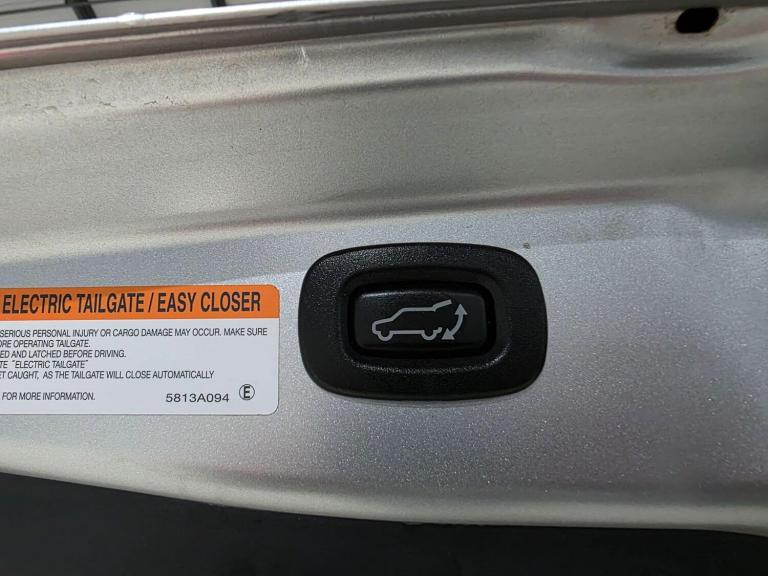 ELECTRIC TAILGATE / EASY CLOSER
SERIOUS PERSONAL INJURY OR CARGO DAMAGE MAY OCCUR. MAKE SURE
ORE OPERATING TAILGATE.
ED AND LATCHED BEFORE DRIVING.
TE "ELECTRIC TAILGATE"
ET CAUGHT, AS THE TAILGATE WILL CLOSE AUTOMATICALLY
FOR MORE INFORMATION.
5813A094 E